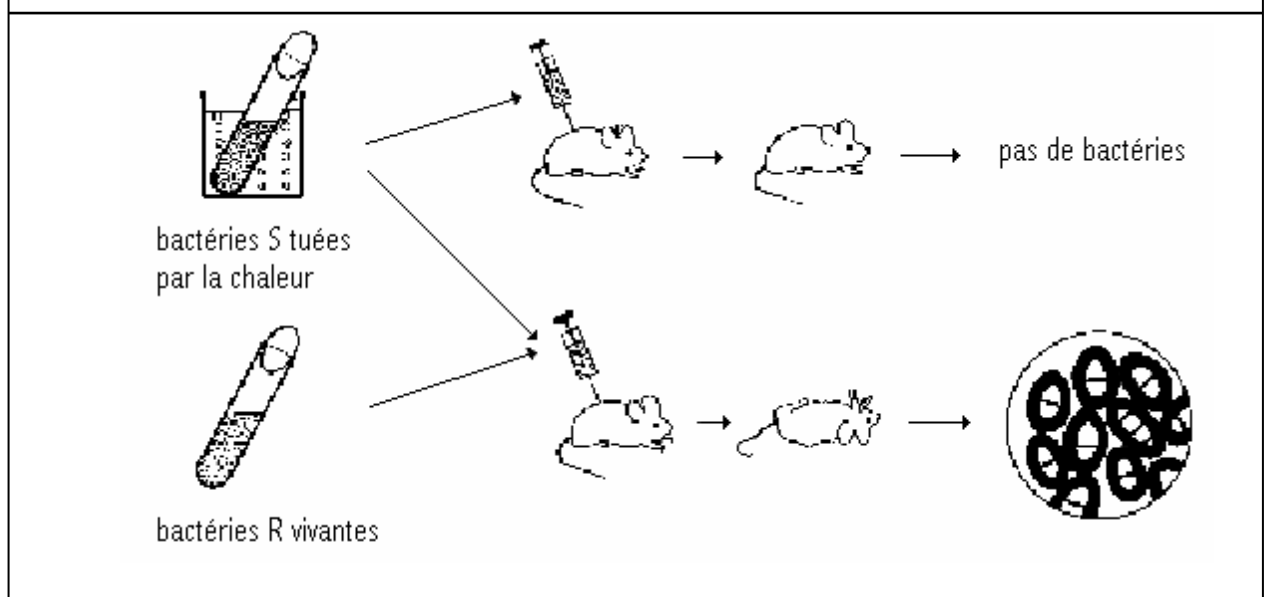 pas de bactéries
bactéries S tuées
par la chaleur
bactéries R vivantes